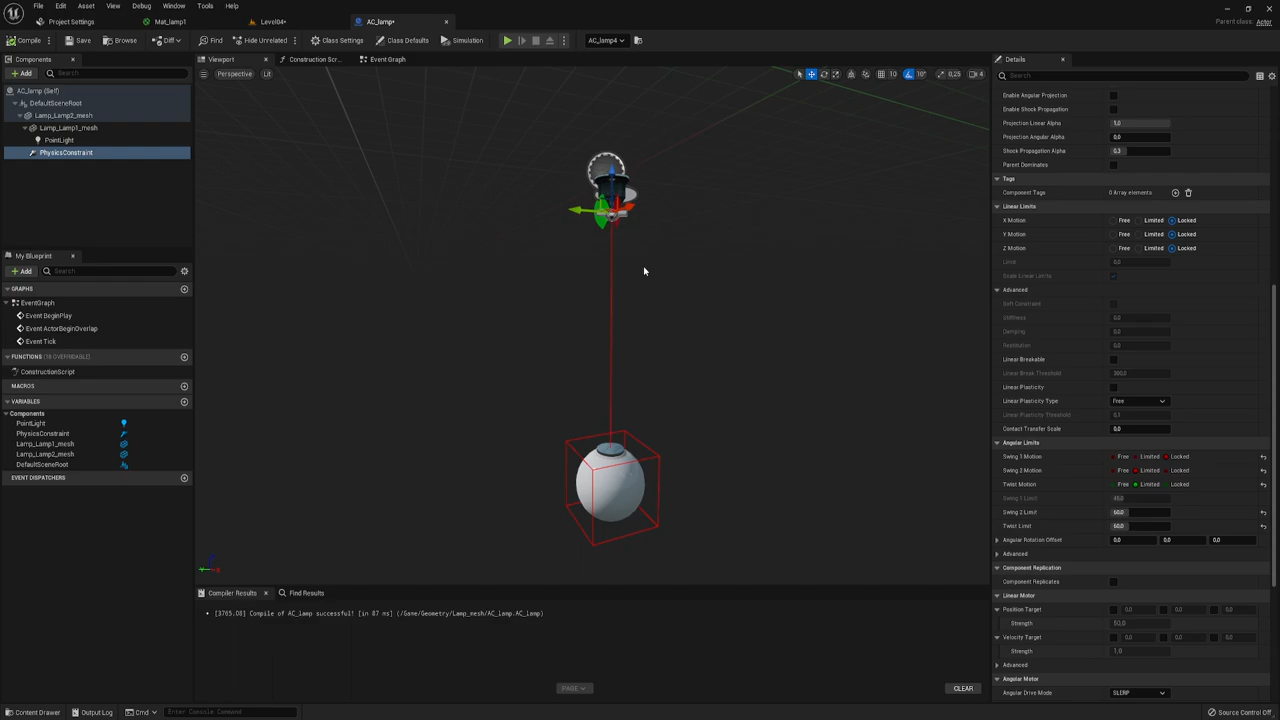 File Edit Asset View Debug Window Tools Help
Project Settings Mat_lamp1 Level04* AC_lamp*
Parent class: Actor
Compile Save Browse Diff Find Hide Unrelated Class Settings Class Defaults Simulation AC_lamp4
Components Viewport Construction Scr... Event Graph Details
Add Search
Search
Perspective Lit 10 10° 0,25 4
AC_lamp (Self)
DefaultSceneRoot
Lamp_Lamp2_mesh
Lamp_Lamp1_mesh
PointLight
PhysicsConstraint
My Blueprint
Add Search
GRAPHS
EventGraph
Event BeginPlay
Event ActorBeginOverlap
Event Tick
FUNCTIONS (18 OVERRIDABLE)
ConstructionScript
MACROS
VARIABLES
Components
PointLight
PhysicsConstraint
Lamp_Lamp1_mesh
Lamp_Lamp2_mesh
DefaultSceneRoot
EVENT DISPATCHERS
Compiler Results Find Results
[3765.08] Compile of AC_lamp successful! [in 87 ms] (/Game/Geometry/Lamp_mesh/AC_lamp.AC_lamp)
PAGE CLEAR
Enable Angular Projection
Enable Shock Propagation
Projection Linear Alpha 1,0
Projection Angular Alpha 0,0
Shock Propagation Alpha 0,3
Parent Dominates
Tags
Component Tags 0 Array elements
Linear Limits
X Motion Free Limited Locked
Y Motion Free Limited Locked
Z Motion Free Limited Locked
Limit 0,0
Scale Linear Limits
Advanced
Soft Constraint
Stiffness 0,0
Damping 0,0
Restitution 0,0
Linear Breakable
Linear Break Threshold 300,0
Linear Plasticity
Linear Plasticity Type Free
Linear Plasticity Threshold 0,1
Contact Transfer Scale 0,0
Angular Limits
Swing 1 Motion Free Limited Locked
Swing 2 Motion Free Limited Locked
Twist Motion Free Limited Locked
Swing 1 Limit 45,0
Swing 2 Limit 50,0
Twist Limit 50,0
Angular Rotation Offset 0,0 0,0 0,0
Advanced
Component Replication
Component Replicates
Linear Motor
Position Target 0,0 0,0 0,0
Strength 50,0
Velocity Target 0,0 0,0 0,0
Strength 1,0
Advanced
Angular Motor
Angular Drive Mode SLERP
Content Drawer Output Log Cmd Enter Console Command Source Control Off